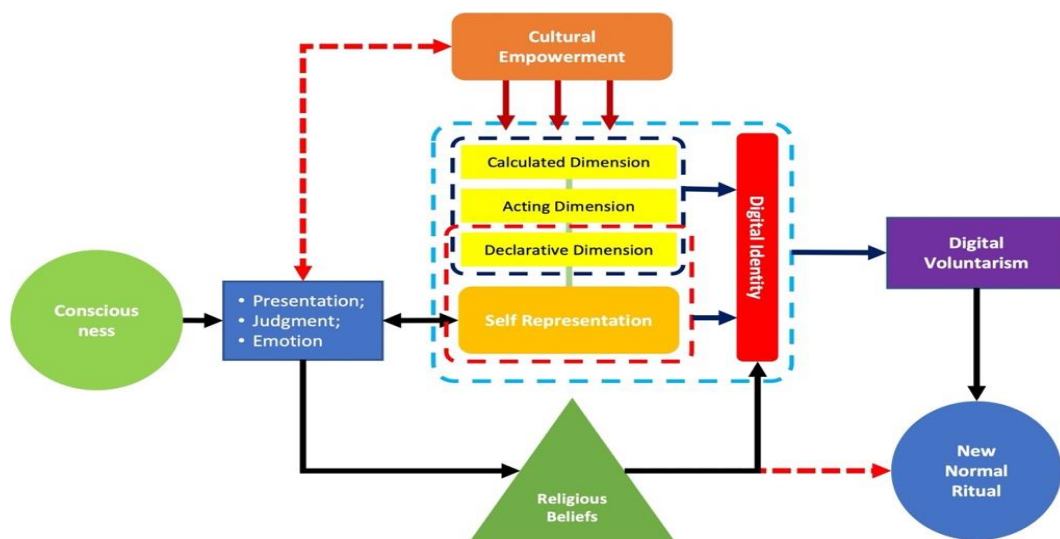 Cultural
Empowerment
Calculated Dimension
Acting Dimension
Declarative Dimension
Self Representation
Digital Identity
Digital
Voluntarism
Conscious
ness
• Presentation;
• Judgment;
• Emotion
Religious
Beliefs
New
Normal
Ritual